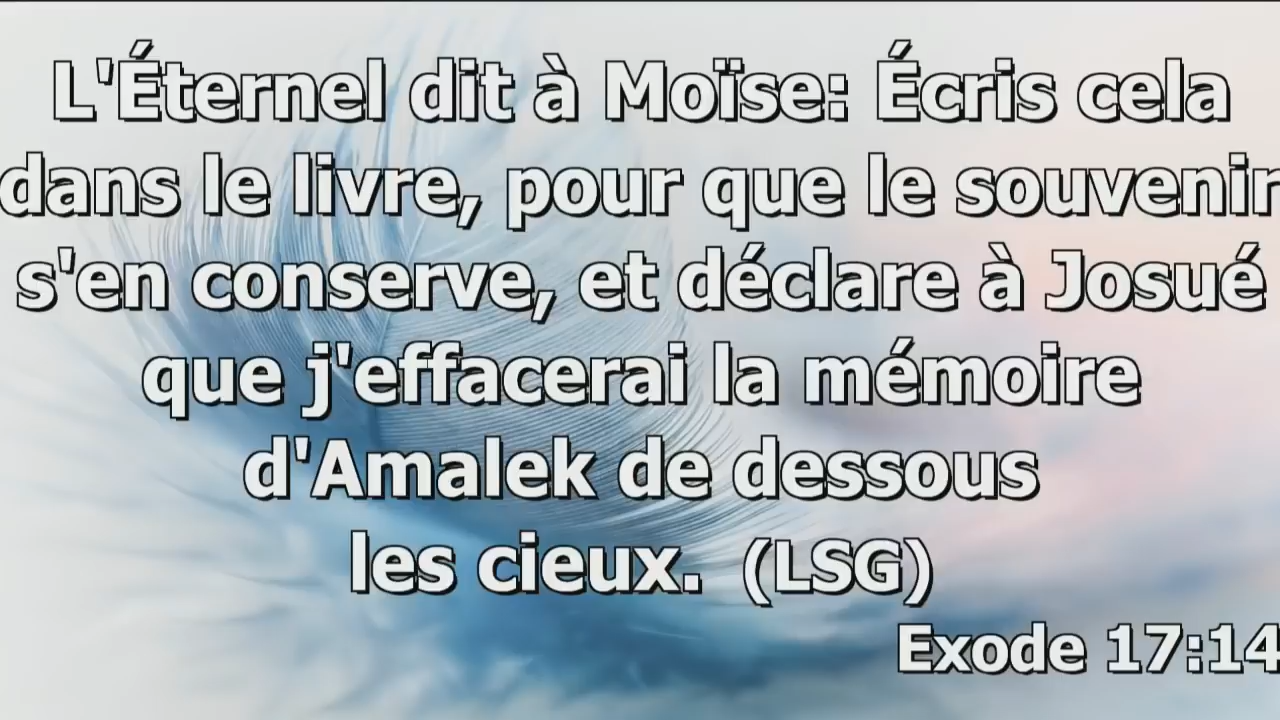 L'Éternel dit à Moïse: Écris cela
dans le livre, pour que le souvenir
s'en conserve, et déclare à Josué
que j'effacerai la mémoire
d'Amalek de dessous
les cieux. (LSG)
Exode 17:14